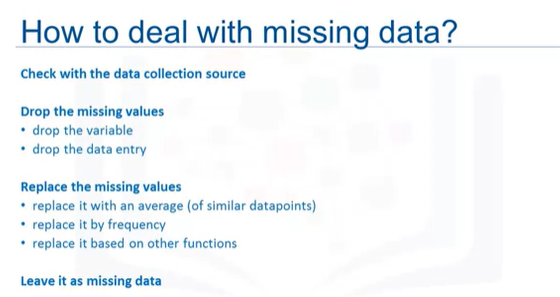 How to deal with missing data?
Check with the data collection source
Drop the missing values
• drop the variable
• drop the data entry
Replace the missing values
• replace it with an average (of similar datapoints)
• replace it by frequency
• replace it based on other functions
Leave it as missing data